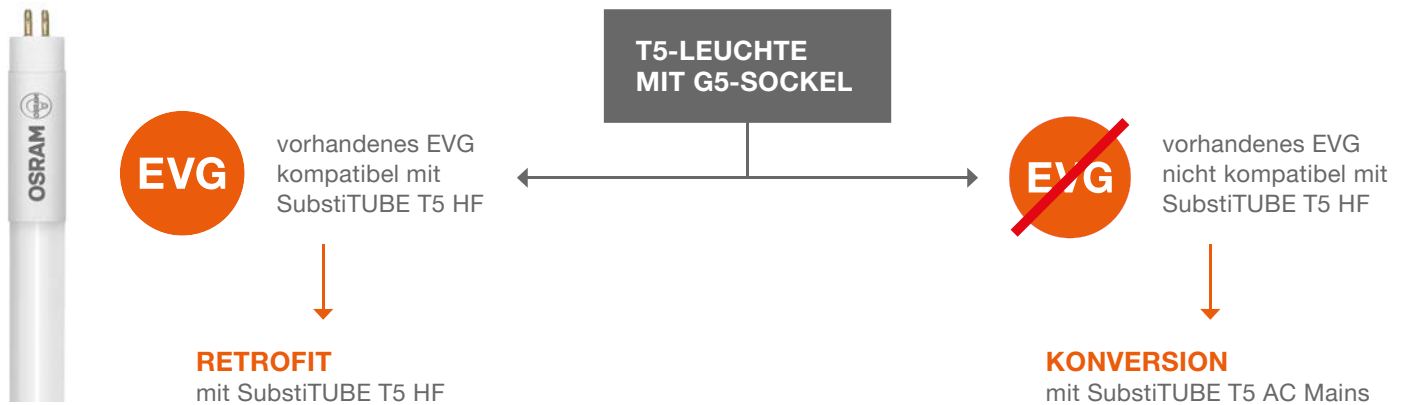 OSRAM
T5-LEUCHTE
MIT G5-SOCKEL
EVG
vorhandenes EVG
kompatibel mit
SubstiTUBE T5 HF
EVG
vorhandenes EVG
nicht kompatibel mit
SubstiTUBE T5 HF
RETROFIT
mit SubstiTUBE T5 HF
KONVERSION
mit SubstiTUBE T5 AC Mains